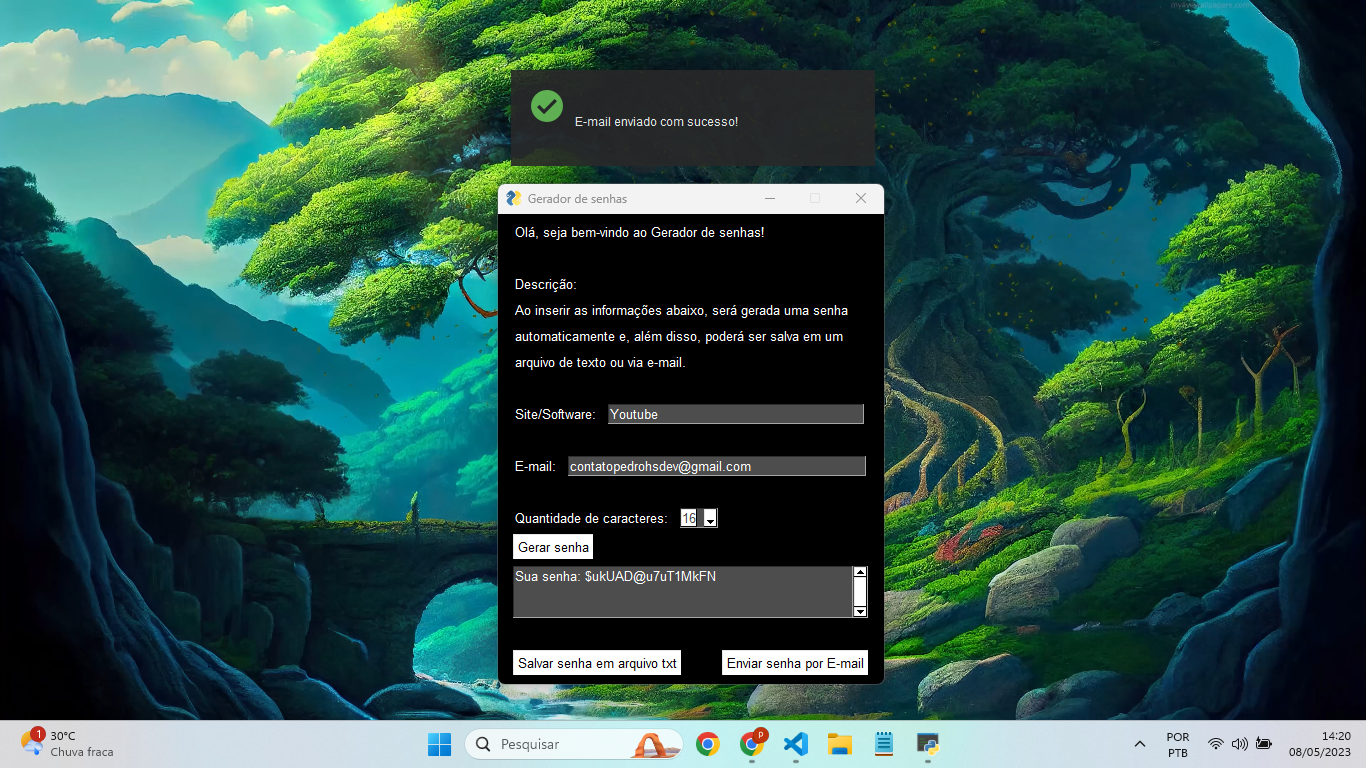 E-mail enviado com sucesso!
Gerador de senhas
Olá, seja bem-vindo ao Gerador de senhas!
Descrição:
Ao inserir as informações abaixo, será gerada uma senha
automaticamente e, além disso, poderá ser salva em um
arquivo de texto ou via e-mail.
Site/Software: Youtube
E-mail: contatopedrohsdev@gmail.com
Quantidade de caracteres: 16
Gerar senha
Sua senha: $ukUAD@u7uT1MkFN
Salvar senha em arquivo txt Enviar senha por E-mail
1 30°C
Chuva fraca
Pesquisar
P
POR
PTB
14:20
08/05/2023